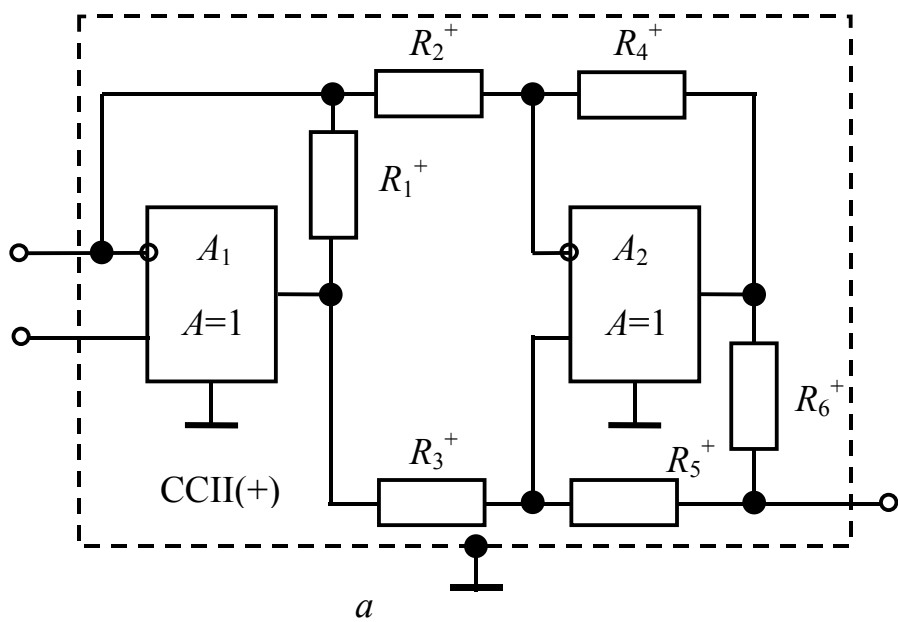 R₂⁺ R₄⁺
R₁⁺
A₁ A₂
A=1 A=1
R₆⁺
R₃⁺ R₅⁺
CCII(+)
a